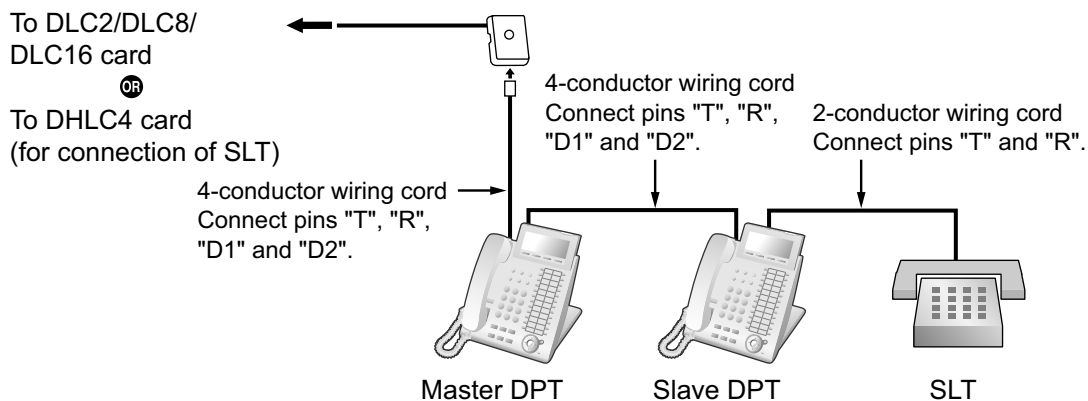 To DLC2/DLC8/
DLC16 card
OR
To DHLC4 card
(for connection of SLT)
4-conductor wiring cord
Connect pins "T", "R",
"D1" and "D2".
4-conductor wiring cord
Connect pins "T", "R",
"D1" and "D2".
2-conductor wiring cord
Connect pins "T" and "R".
Master DPT
Slave DPT
SLT